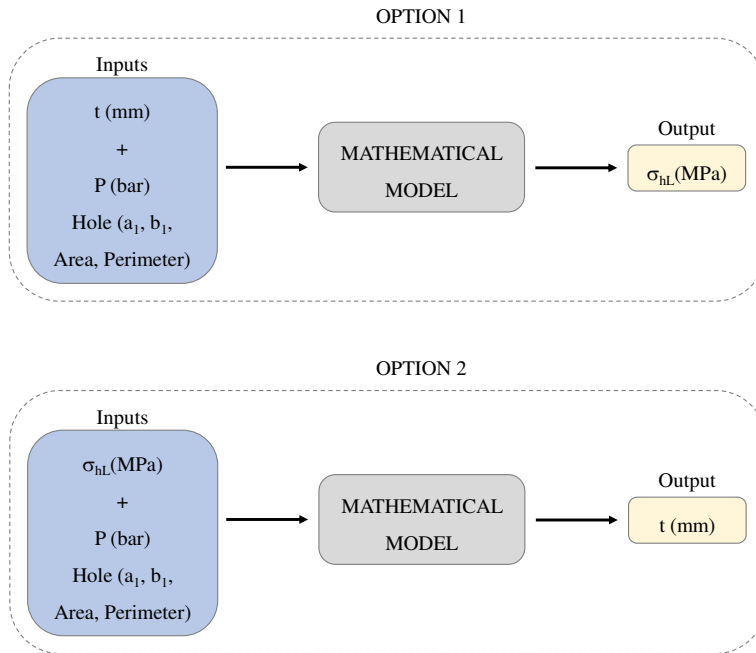 OPTION 1
Inputs
t (mm)
+
P (bar)
Hole (a₁, b₁,
Area, Perimeter)
MATHEMATICAL
MODEL
Output
σₕL(MPa)
OPTION 2
Inputs
σₕL(MPa)
+
P (bar)
Hole (a₁, b₁,
Area, Perimeter)
MATHEMATICAL
MODEL
Output
t (mm)